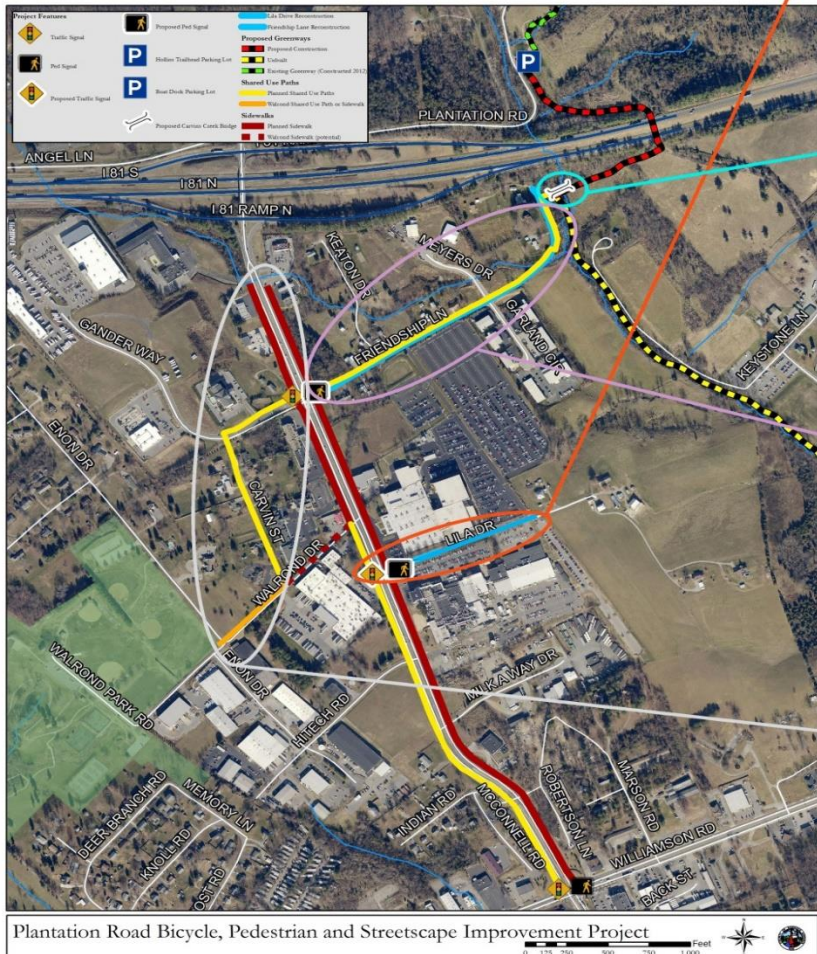 Project Features
Traffic Signal
Ped Signal
Proposed Traffic Signal
Proposed Ped Signal
P
Hollins Trailhead Parking Lot
P
Boat Dock Parking Lot
Proposed Carvin Creek Bridge
Lila Drive Reconstruction
Friendship Lane Reconstruction
Proposed Greenways
Proposed Construction
Unbuilt
Existing Greenway (Constructed 2012)
Shared Use Paths
Planned Shared Use Paths
Walrond Shared Use Path or Sidewalk
Sidewalks
Planned Sidewalk
Walrond Sidewalk (potential)
P
PLANTATION RD
ANGEL LN
I 81 S
I 81 N
I 81 RAMP N
KEATON DR
MEYERS DR
GARLAND CIR
FRIENDSHIP LN
GANDER WAY
KEYSTONE LN
ENON DR
CARVIN ST
LILA DR
WALROND DR
WALROND PARK RD
ENON DR
HITECH RD
MILK A WAY DR
DEER BRANCH RD
MEMORY LN
KNOLL RD
OST RD
INDIAN RD
MCCONNELL RD
ROBERTSON LN
MARSON RD
WILLIAMSON RD
BACK ST
Plantation Road Bicycle, Pedestrian and Streetscape Improvement Project
0 125 250 500 750 1,000
Feet